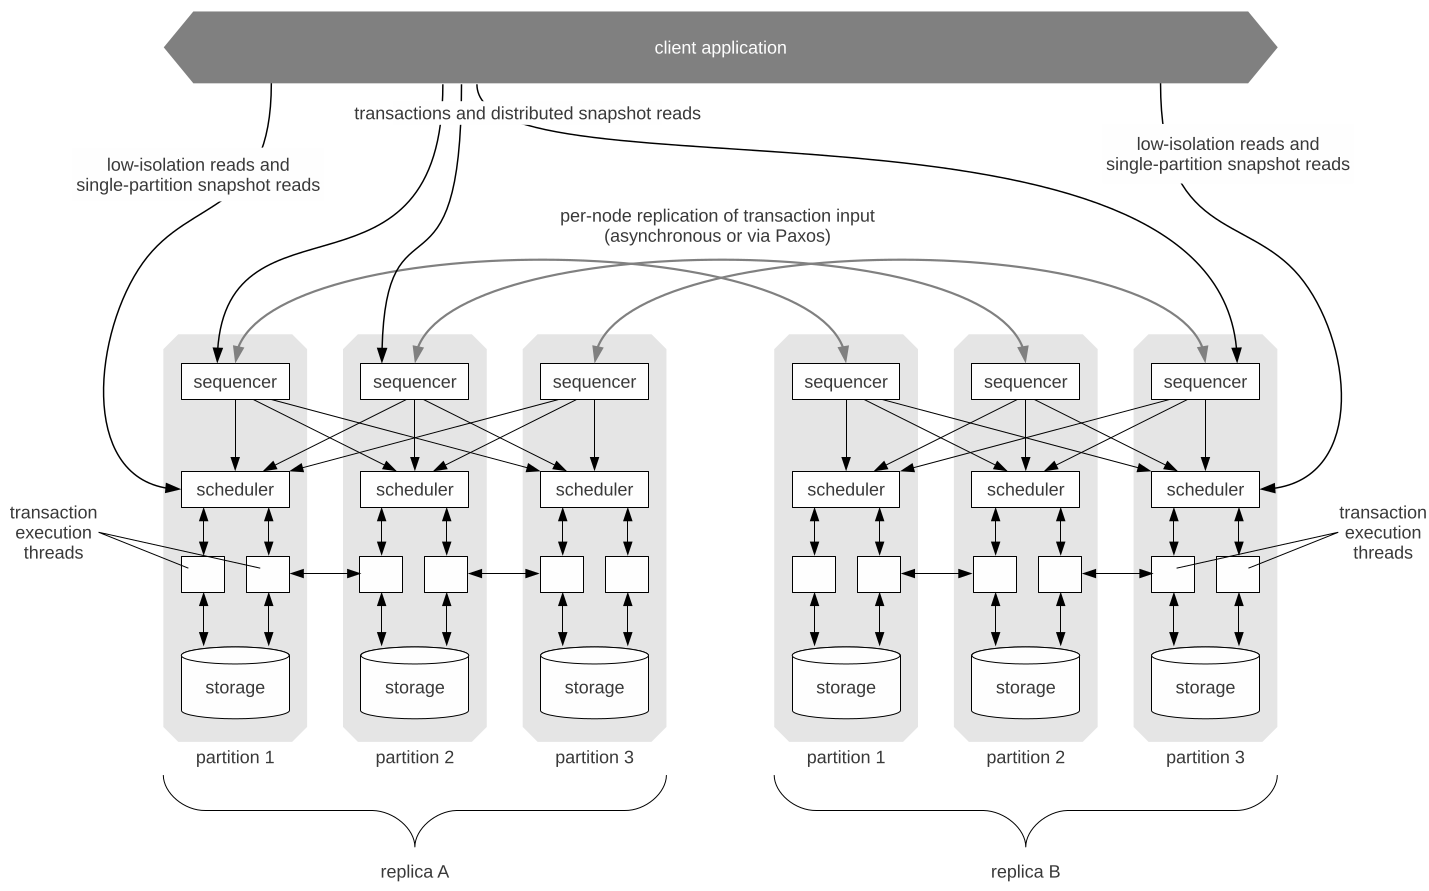 client application
transactions and distributed snapshot reads
low-isolation reads and
single-partition snapshot reads
low-isolation reads and
single-partition snapshot reads
per-node replication of transaction input
(asynchronous or via Paxos)
sequencer
sequencer
sequencer
sequencer
sequencer
sequencer
scheduler
scheduler
scheduler
scheduler
scheduler
scheduler
transaction
execution
threads
transaction
execution
threads
storage
storage
storage
storage
storage
storage
partition 1
partition 2
partition 3
partition 1
partition 2
partition 3
replica A
replica B